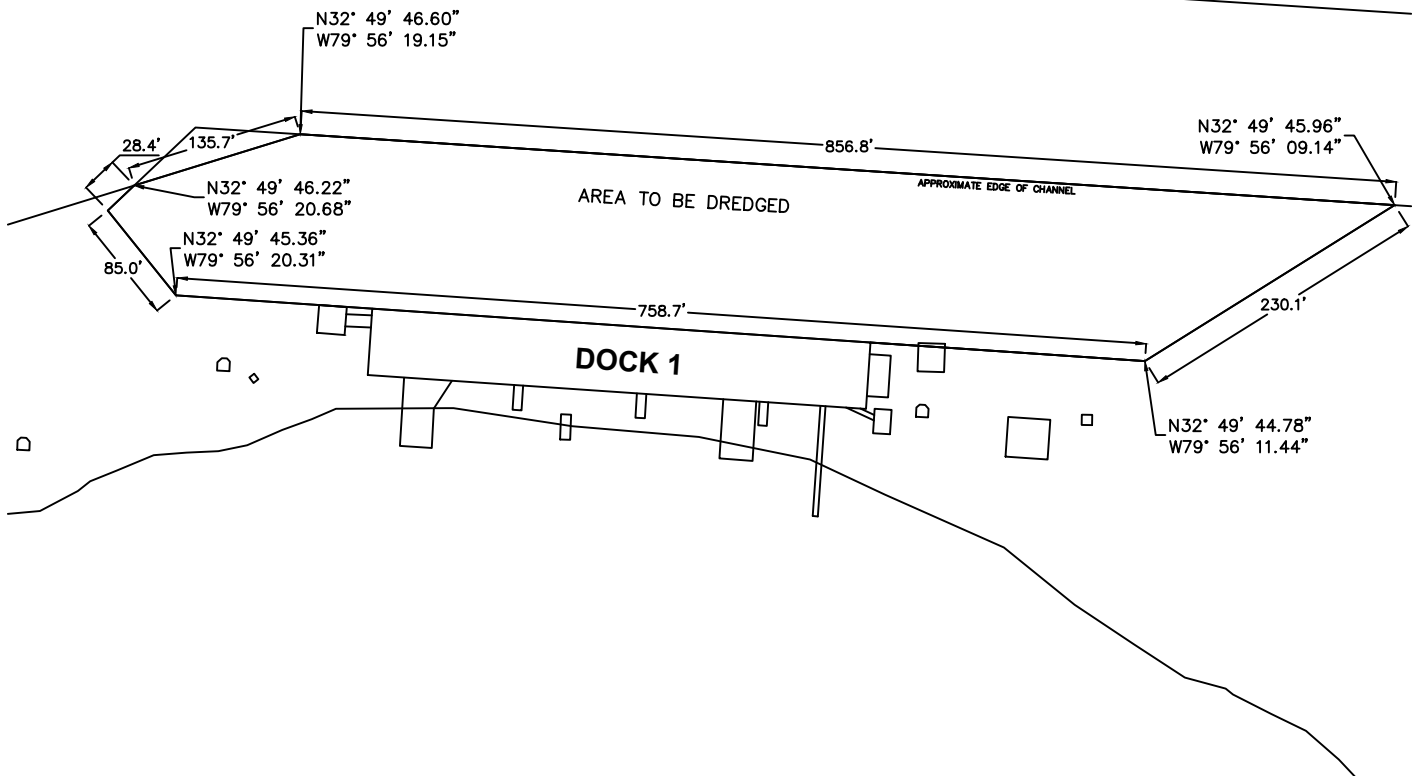 N32° 49' 46.60"
W79° 56' 19.15"
28.4'
135.7'
856.8'
N32° 49' 45.96"
W79° 56' 09.14"
N32° 49' 46.22"
W79° 56' 20.68"
AREA TO BE DREDGED
APPROXIMATE EDGE OF CHANNEL
N32° 49' 45.36"
W79° 56' 20.31"
85.0'
758.7'
230.1'
DOCK 1
N32° 49' 44.78"
W79° 56' 11.44"